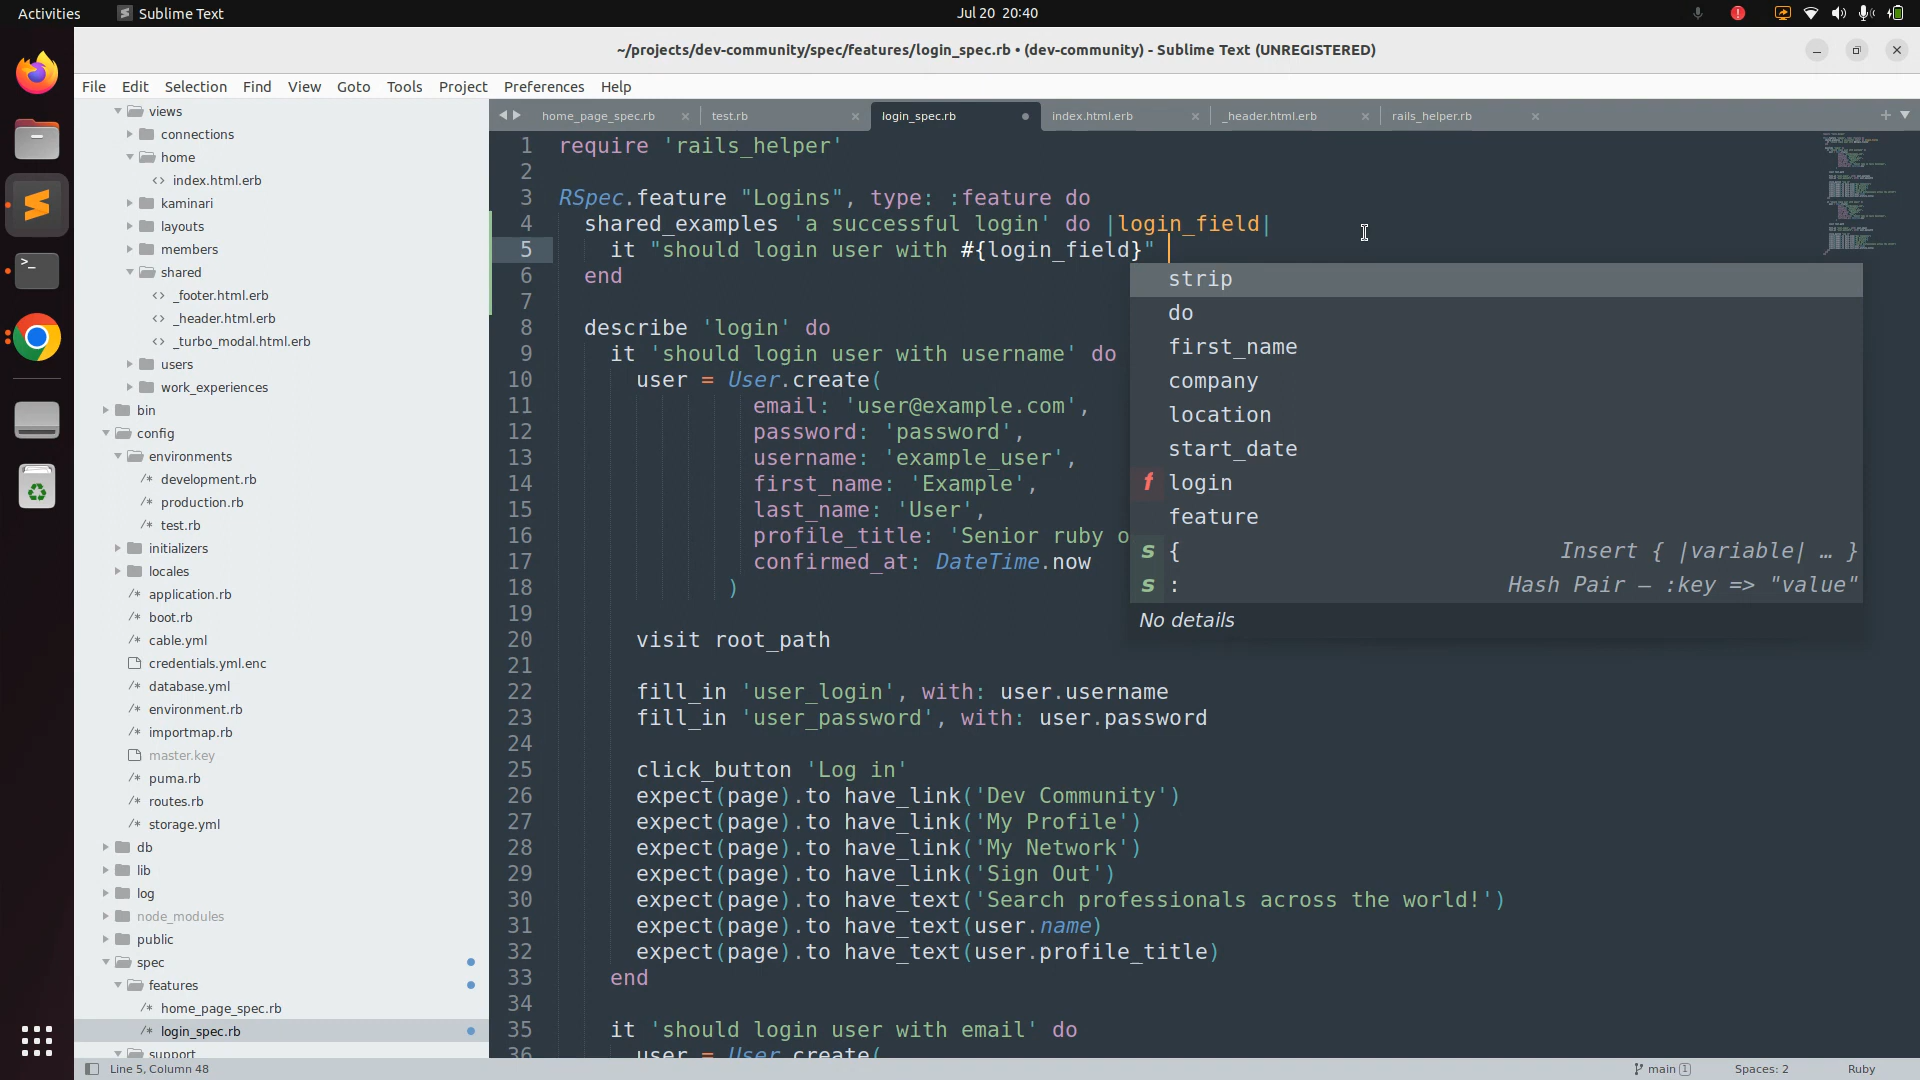 Activities
Sublime Text
Jul 20 20:40
~/projects/dev-community/spec/features/login_spec.rb • (dev-community) - Sublime Text (UNREGISTERED)
File Edit Selection Find View Goto Tools Project Preferences Help
views
connections
home
index.html.erb
kaminari
layouts
members
shared
_footer.html.erb
_header.html.erb
_turbo_modal.html.erb
users
work_experiences
bin
config
environments
development.rb
production.rb
test.rb
initializers
locales
application.rb
boot.rb
cable.yml
credentials.yml.enc
database.yml
environment.rb
importmap.rb
master.key
puma.rb
routes.rb
storage.yml
db
lib
log
node_modules
public
spec
features
home_page_spec.rb
login_spec.rb
support
home_page_spec.rb
test.rb
login_spec.rb
index.html.erb
_header.html.erb
rails_helper.rb
1 require 'rails_helper'
2
3 RSpec.feature "Logins", type: :feature do
4 shared_examples 'a successful login' do |login_field|
5 it "should login user with #{login_field}"
6 end
7
8 describe 'login' do
9 it 'should login user with username' do
10 user = User.create(
11 email: 'user@example.com',
12 password: 'password',
13 username: 'example_user',
14 first_name: 'Example',
15 last_name: 'User',
16 profile_title: 'Senior ruby o
17 confirmed_at: DateTime.now
18 )
19
20 visit root_path
21
22 fill_in 'user_login', with: user.username
23 fill_in 'user_password', with: user.password
24
25 click_button 'Log in'
26 expect(page).to have_link('Dev Community')
27 expect(page).to have_link('My Profile')
28 expect(page).to have_link('My Network')
29 expect(page).to have_link('Sign Out')
30 expect(page).to have_text('Search professionals across the world!')
31 expect(page).to have_text(user.name)
32 expect(page).to have_text(user.profile_title)
33 end
34
35 it 'should login user with email' do
36 user = User.create(
strip
do
first_name
company
location
start_date
f login
feature
s { Insert { |variable| … }
s : Hash Pair — :key => "value"
No details
Line 5, Column 48
main 1
Spaces: 2
Ruby